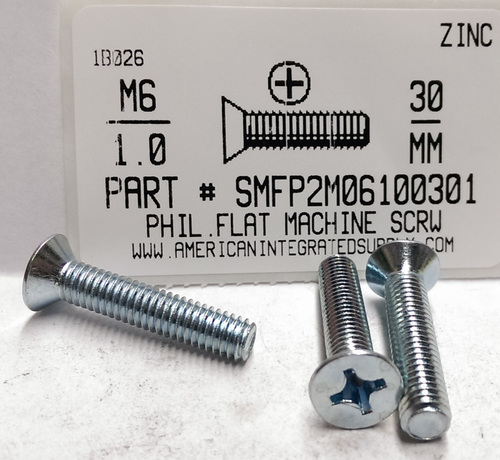 ZINC
1B026
M6
1.0
30
MM
PART # SMFP2M06100301
PHIL.FLAT MACHINE SCRW
WWW.AMERICANINTEGRATEDSUPPLY.COM